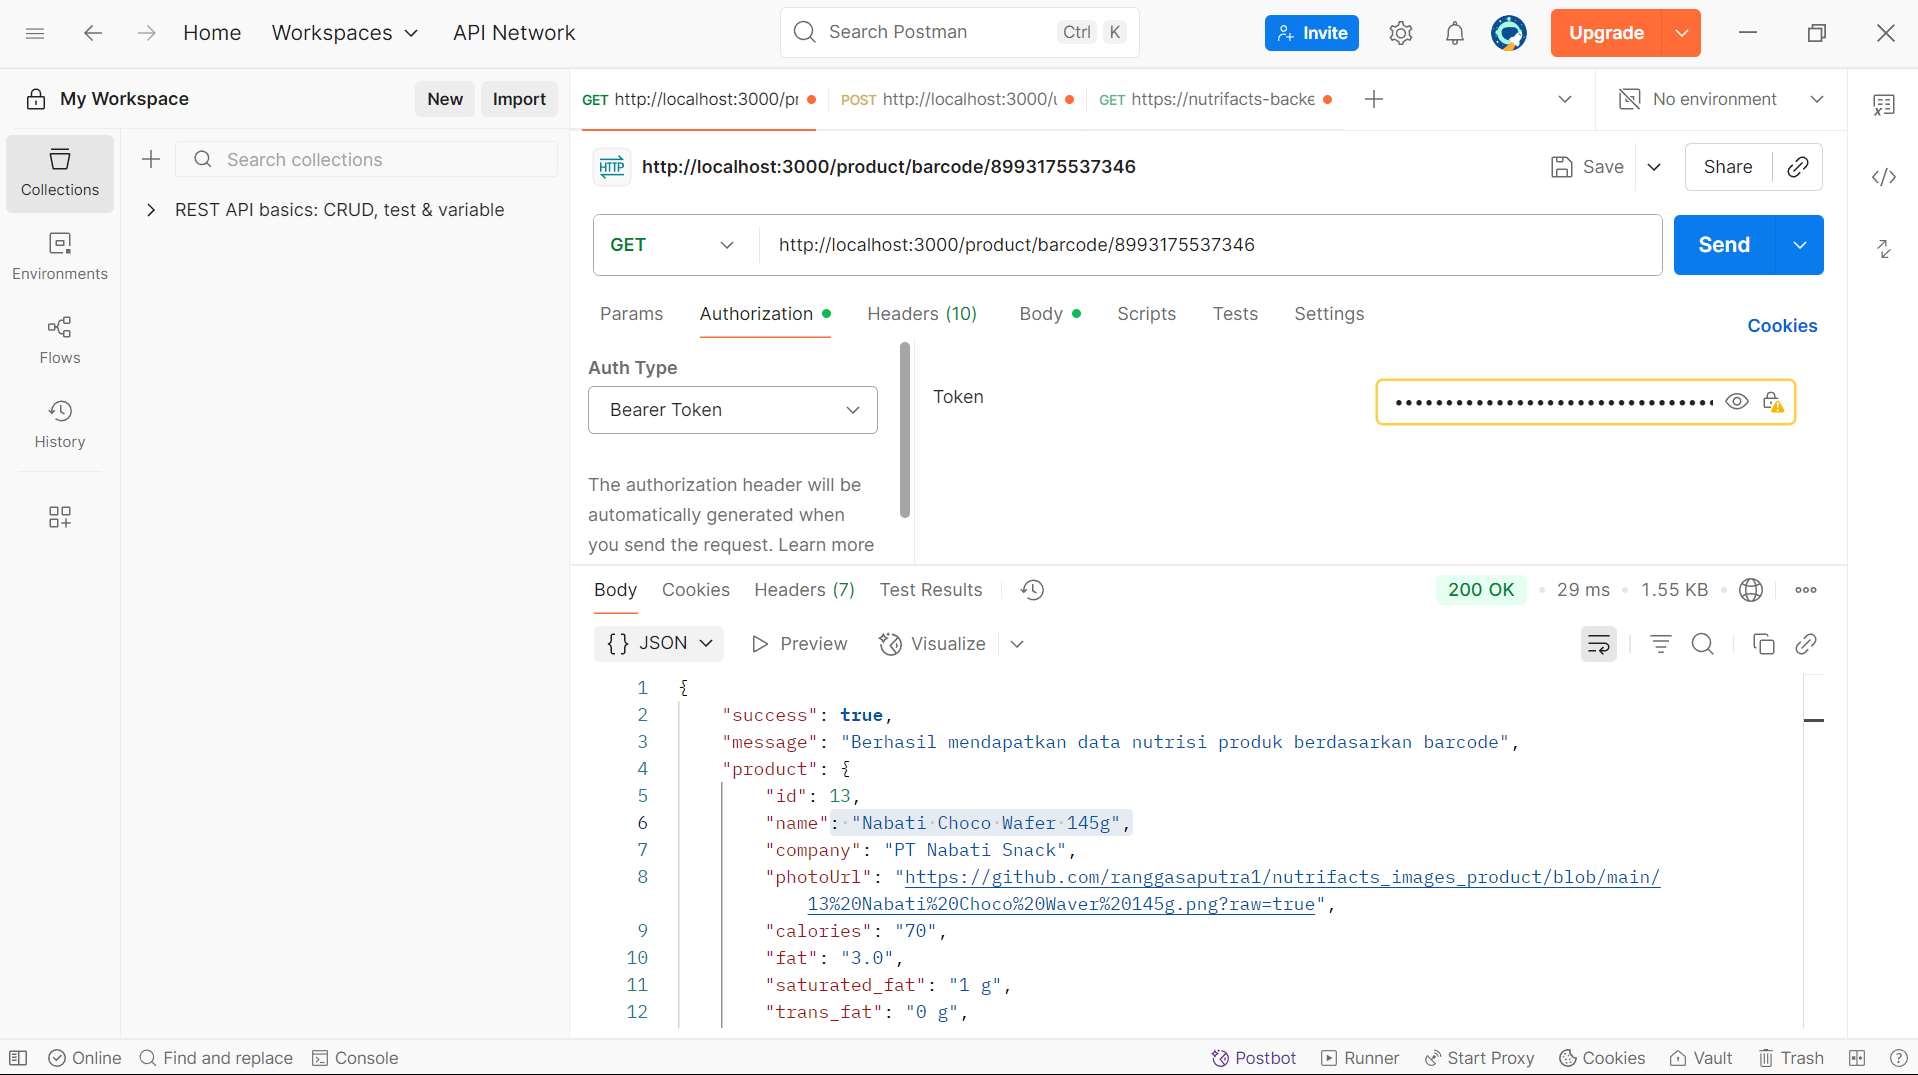 Home
Workspaces
API Network
Search Postman
Ctrl K
Invite
Upgrade
My Workspace
New
Import
GET http://localhost:3000/pr
POST http://localhost:3000/u
GET https://nutrifacts-backe
No environment
Collections
Environments
Flows
History
Search collections
REST API basics: CRUD, test & variable
HTTP
http://localhost:3000/product/barcode/8993175537346
Save
Share
GET
http://localhost:3000/product/barcode/8993175537346
Send
Params
Authorization
Headers (10)
Body
Scripts
Tests
Settings
Cookies
Auth Type
Bearer Token
The authorization header will be
automatically generated when
you send the request. Learn more
Token
Body
Cookies
Headers (7)
Test Results
200 OK
29 ms
1.55 KB
{} JSON
Preview
Visualize
1 {
2 "success": true,
3 "message": "Berhasil mendapatkan data nutrisi produk berdasarkan barcode",
4 "product": {
5 "id": 13,
6 "name": "Nabati Choco Wafer 145g",
7 "company": "PT Nabati Snack",
8 "photoUrl": "https://github.com/ranggasaputra1/nutrifacts_images_product/blob/main/
13%20Nabati%20Choco%20Waver%20145g.png?raw=true",
9 "calories": "70",
10 "fat": "3.0",
11 "saturated_fat": "1 g",
12 "trans_fat": "0 g",
Online
Find and replace
Console
Postbot
Runner
Start Proxy
Cookies
Vault
Trash